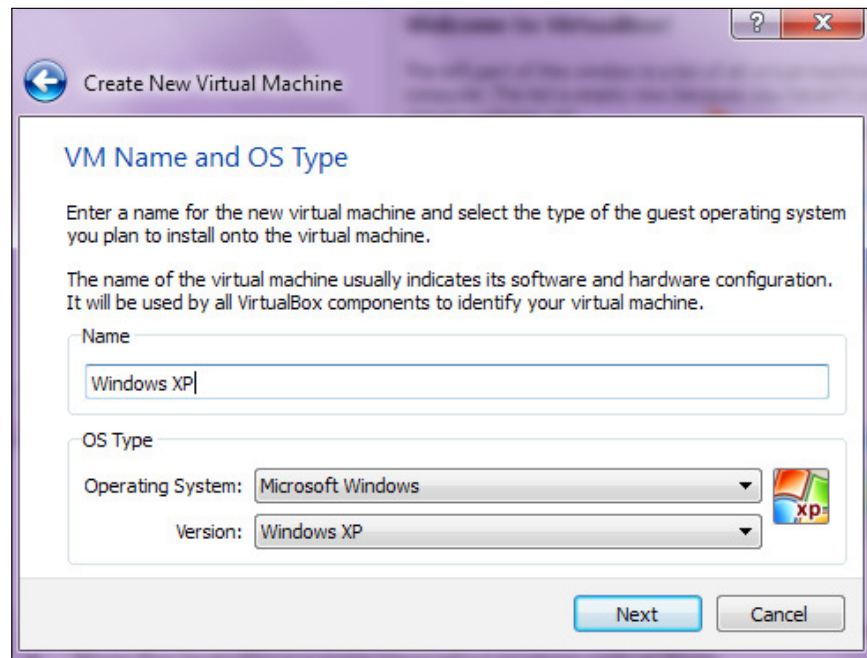 Welcome to VirtualBox!
?
Create New Virtual Machine
VM Name and OS Type
Enter a name for the new virtual machine and select the type of the guest operating system
you plan to install onto the virtual machine.
The name of the virtual machine usually indicates its software and hardware configuration.
It will be used by all VirtualBox components to identify your virtual machine.
Name
Windows XP
OS Type
Operating System: Microsoft Windows
xp
Version: Windows XP
Next Cancel